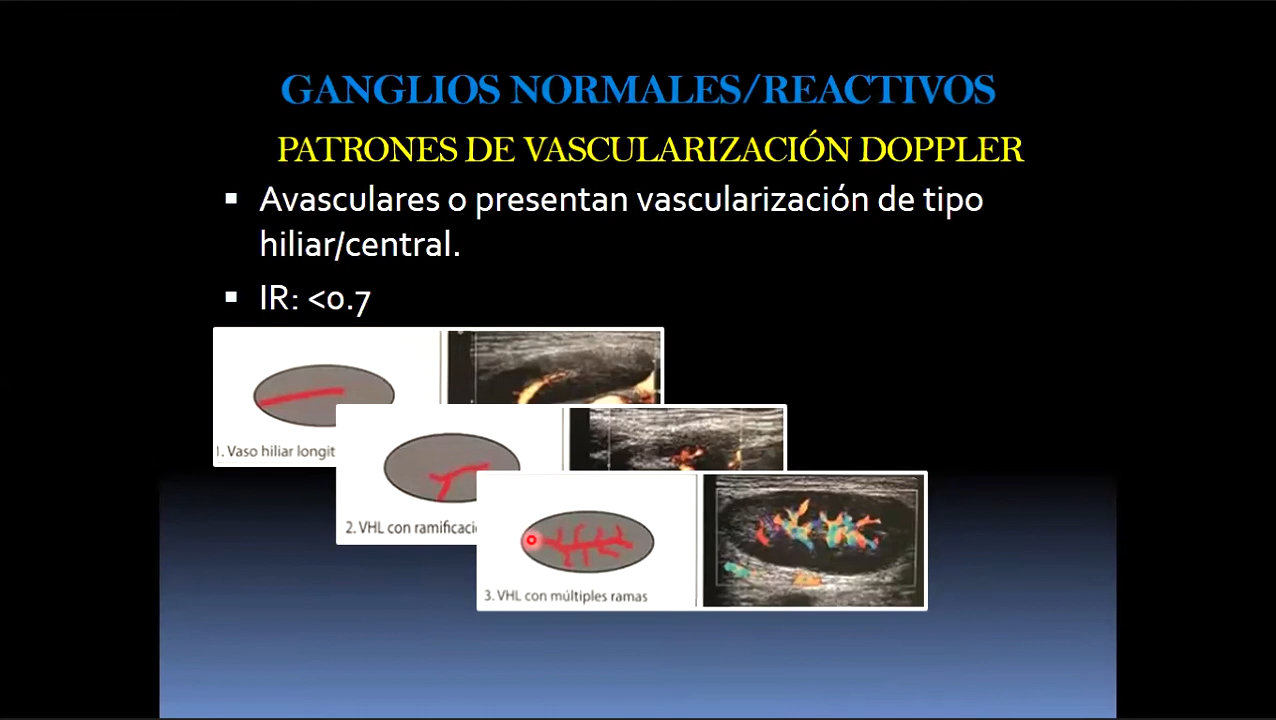 GANGLIOS NORMALES/REACTIVOS
PATRONES DE VASCULARIZACIÓN DOPPLER
▪ Avasculares o presentan vascularización de tipo
hiliar/central.
▪ IR: <0.7
1. Vaso hiliar longit
2. VHL con ramificaci
3. VHL con múltiples ramas